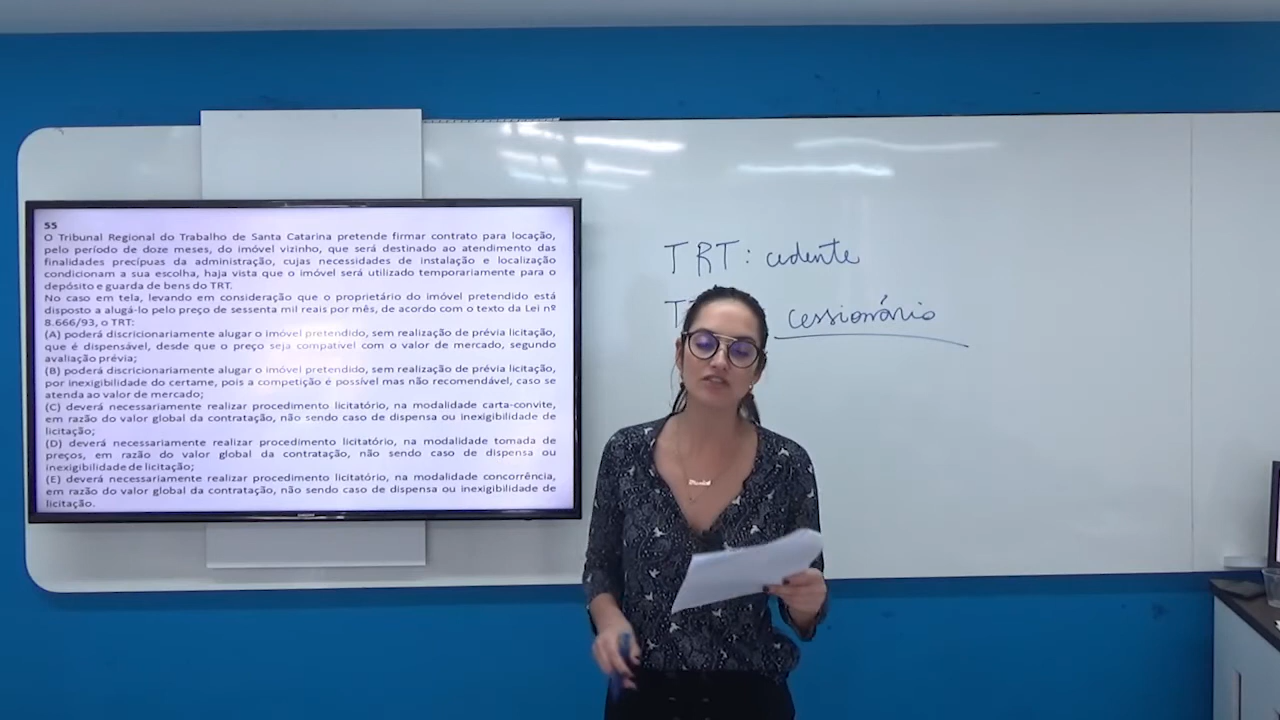 55
O Tribunal Regional do Trabalho de Santa Catarina pretende firmar contrato para locação,
pelo período de doze meses, do imóvel vizinho, que será destinado ao atendimento das
finalidades precípuas da administração, cujas necessidades de instalação e localização
condicionam a sua escolha, haja vista que o imóvel será utilizado temporariamente para o
depósito e guarda de bens do TRT.
No caso em tela, levando em consideração que o proprietário do imóvel pretendido está
disposto a alugá-lo pelo preço de sessenta mil reais por mês, de acordo com o texto da Lei nº
8.666/93, o TRT:
(A) poderá discricionariamente alugar o imóvel pretendido, sem realização de prévia licitação,
que é dispensável, desde que o preço seja compatível com o valor de mercado, segundo
avaliação prévia;
(B) poderá discricionariamente alugar o imóvel pretendido, sem realização de prévia licitação,
por inexigibilidade do certame, pois a competição é possível mas não recomendável, caso se
atenda ao valor de mercado;
(C) deverá necessariamente realizar procedimento licitatório, na modalidade carta-convite,
em razão do valor global da contratação, não sendo caso de dispensa ou inexigibilidade de
licitação;
(D) deverá necessariamente realizar procedimento licitatório, na modalidade tomada de
preços, em razão do valor global da contratação, não sendo caso de dispensa ou
inexigibilidade de licitação;
(E) deverá necessariamente realizar procedimento licitatório, na modalidade concorrência,
em razão do valor global da contratação, não sendo caso de dispensa ou inexigibilidade de
licitação.
TRT: cedente
cessionário